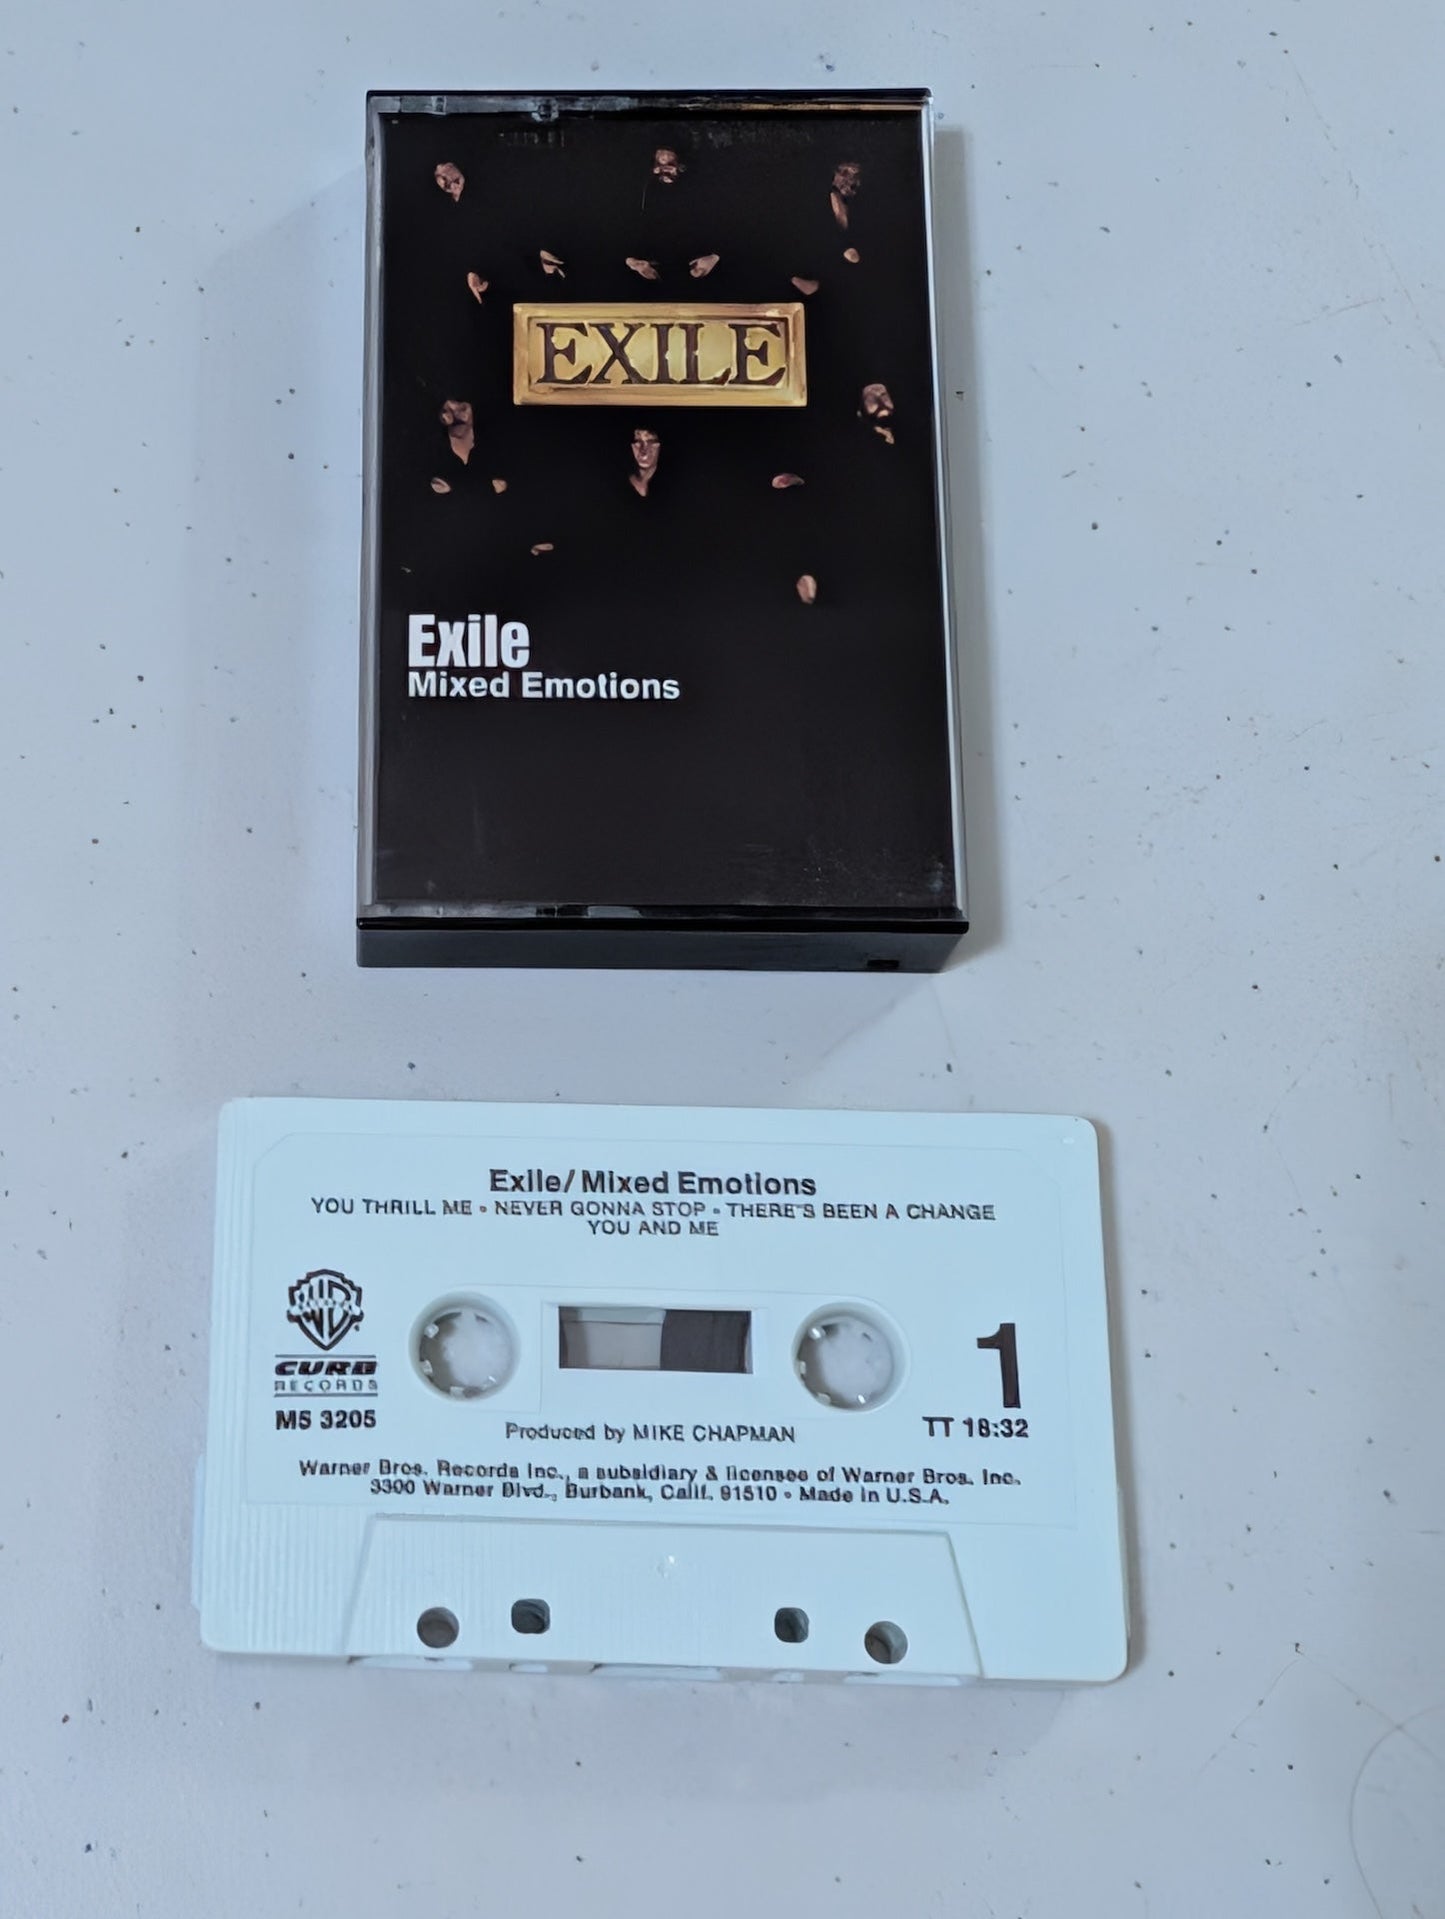 EXILE
Exile
Mixed Emotions
Exile/Mixed Emotions
YOU THRILL ME • NEVER GONNA STOP • THERE'S BEEN A CHANGE
YOU AND ME
WB
CURB
RECORDS
M5 3205
1
TT 18:32
Produced by MIKE CHAPMAN
Warner Bros. Records Inc., a subsidiary & licensee of Warner Bros. Inc.
3300 Warner Blvd., Burbank, Calif. 91510 • Made in U.S.A.